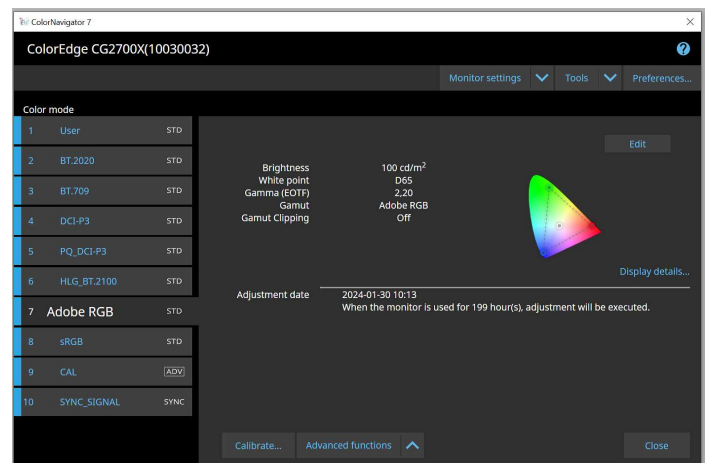 ColorNavigator 7
ColorEdge CG2700X(10030032)
Monitor settings Tools Preferences...
Color mode
1 User STD
2 BT.2020 STD
3 BT.709 STD
4 DCI-P3 STD
5 PQ_DCI-P3 STD
6 HLG_BT.2100 STD
7 Adobe RGB STD
8 sRGB STD
9 CAL ADV
10 SYNC_SIGNAL SYNC
Edit
Brightness 100 cd/m²
White point D65
Gamma (EOTF) 2,20
Gamut Adobe RGB
Gamut Clipping Off
Display details...
Adjustment date 2024-01-30 10:13
When the monitor is used for 199 hour(s), adjustment will be executed.
Calibrate... Advanced functions Close